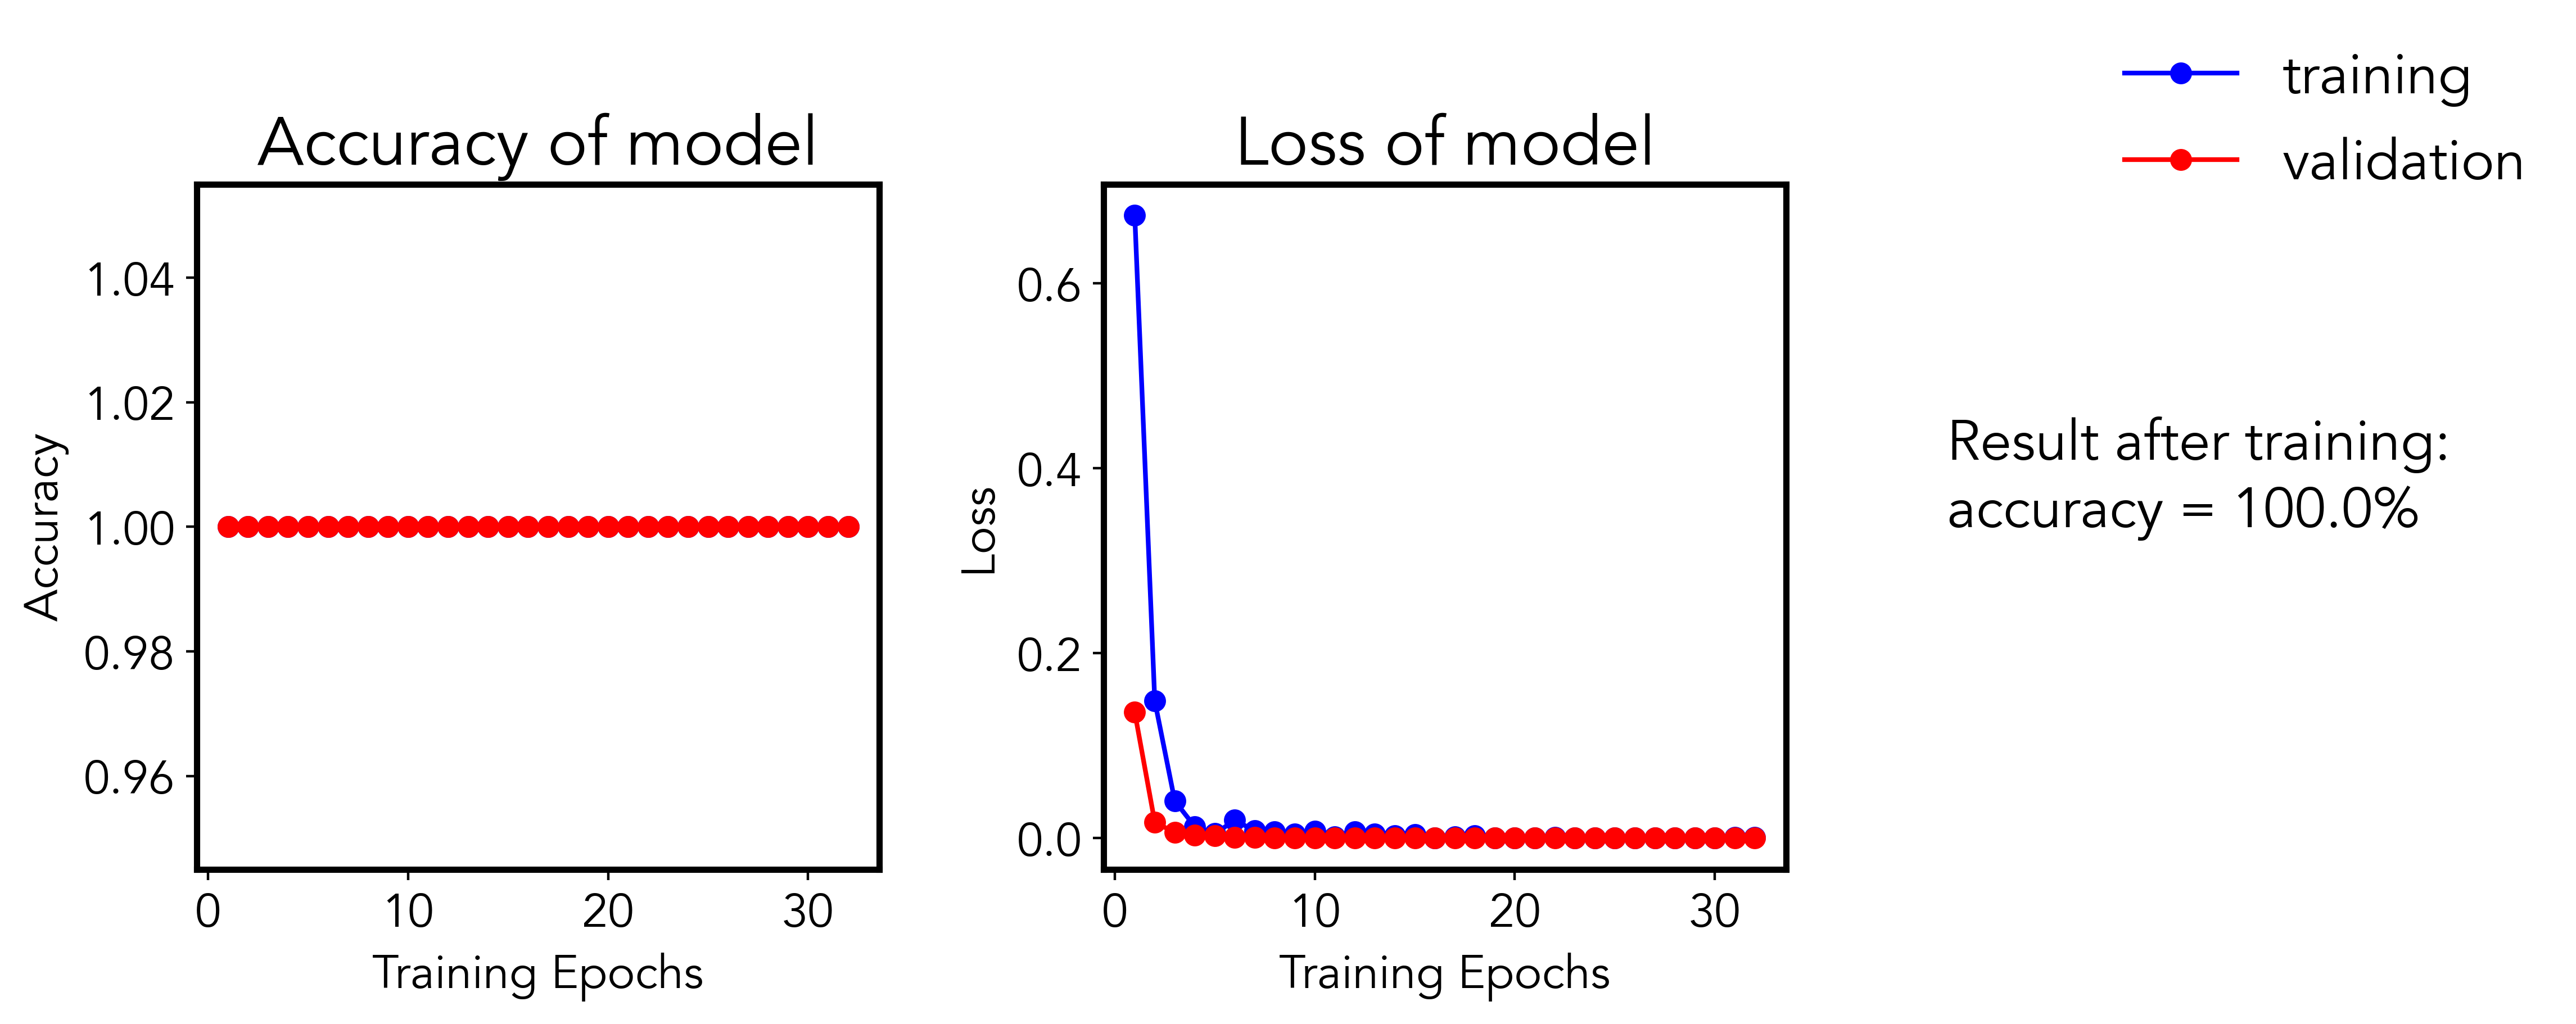 training
validation
Accuracy of model
Accuracy
1.04
1.02
1.00
0.98
0.96
0
10
20
30
Training Epochs
Loss of model
Loss
0.6
0.4
0.2
0.0
0
10
20
30
Training Epochs
Result after training:
accuracy = 100.0%